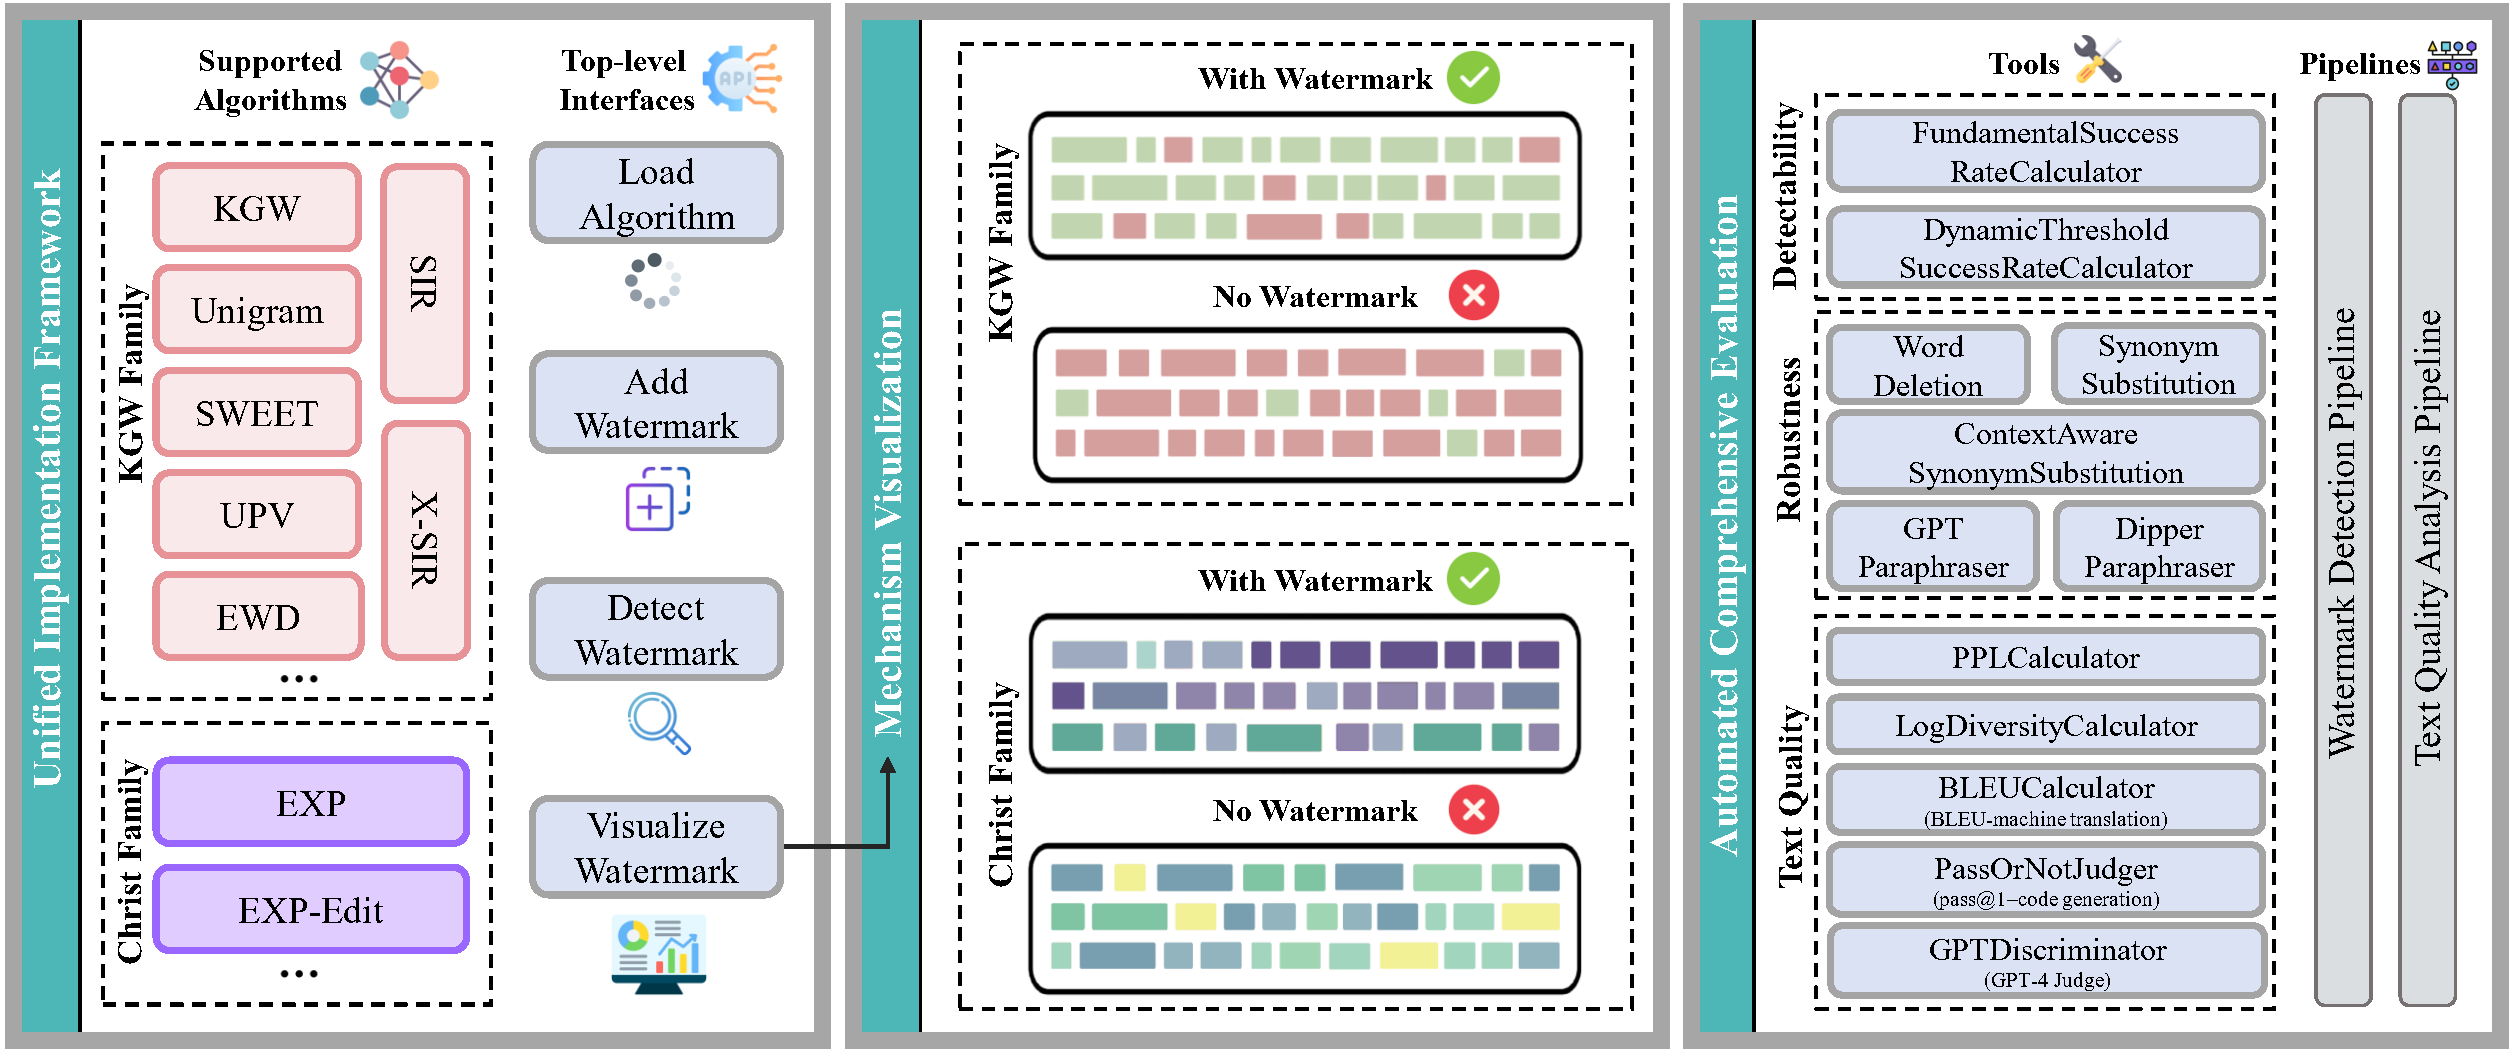 Unified Implementation Framework
Supported
Algorithms
KGW Family
KGW
Unigram
SWEET
UPV
EWD
SIR
X-SIR
...
Christ Family
EXP
EXP-Edit
...
Top-level
Interfaces
API
Load
Algorithm
Add
Watermark
Detect
Watermark
Visualize
Watermark
Mechanism Visualization
KGW Family
With Watermark
No Watermark
Christ Family
With Watermark
No Watermark
Automated Comprehensive Evaluation
Tools
Detectability
FundamentalSuccess
RateCalculator
DynamicThreshold
SuccessRateCalculator
Robustness
Word
Deletion
Synonym
Substitution
ContextAware
SynonymSubstitution
GPT
Paraphraser
Dipper
Paraphraser
Text Quality
PPLCalculator
LogDiversityCalculator
BLEUCalculator
(BLEU-machine translation)
PassOrNotJudger
(pass@1–code generation)
GPTDiscriminator
(GPT-4 Judge)
Pipelines
Watermark Detection Pipeline
Text Quality Analysis Pipeline